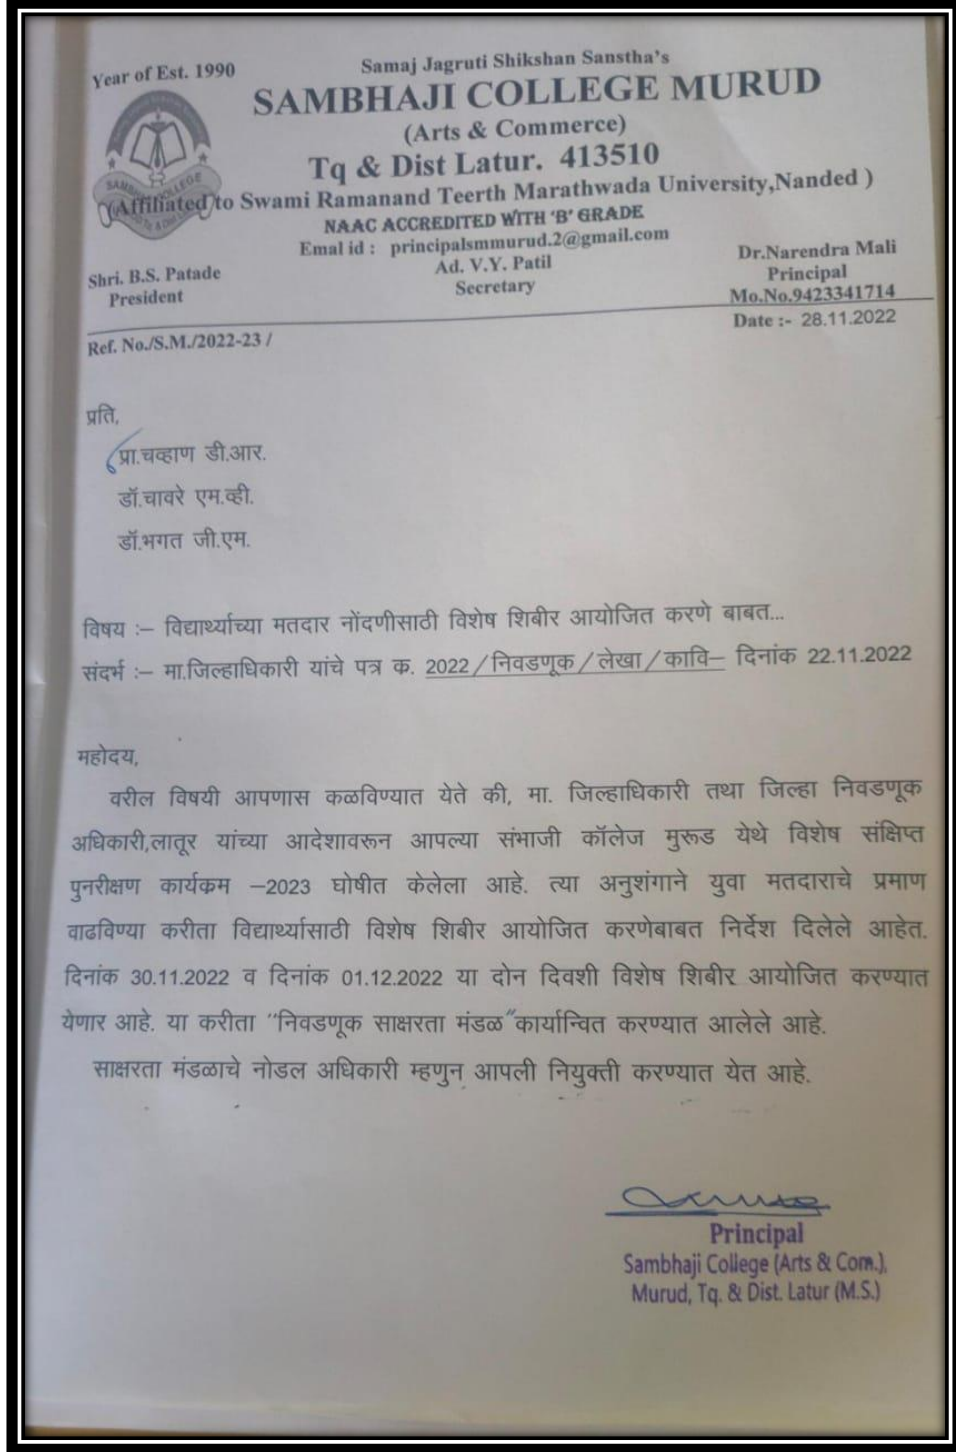 Year of Est. 1990
Samaj Jagruti Shikshan Sanstha's
SAMBHAJI COLLEGE MURUD
(Arts & Commerce)
Tq & Dist Latur. 413510
(Affiliated to Swami Ramanand Teerth Marathwada University,Nanded )
NAAC ACCREDITED WITH 'B' GRADE
Emal id : principalsmmurud.2@gmail.com
Shri. B.S. Patade
President
Ad. V.Y. Patil
Secretary
Dr.Narendra Mali
Principal
Mo.No.9423341714
Ref. No./S.M./2022-23 /
Date :- 28.11.2022
प्रति,
प्रा.चव्हाण डी.आर.
डॉ.चावरे एम.व्ही.
डॉ.भगत जी.एम.
विषय :– विद्यार्थ्याच्या मतदार नोंदणीसाठी विशेष शिबीर आयोजित करणे बाबत...
संदर्भ :– मा.जिल्हाधिकारी यांचे पत्र क. 2022/निवडणूक/लेखा/कावि– दिनांक 22.11.2022
महोदय,
वरील विषयी आपणास कळविण्यात येते की, मा. जिल्हाधिकारी तथा जिल्हा निवडणूक
अधिकारी,लातूर यांच्या आदेशावरून आपल्या संभाजी कॉलेज मुरूड येथे विशेष संक्षिप्त
पुनरीक्षण कार्यकम –2023 घोषीत केलेला आहे. त्या अनुशंगाने युवा मतदाराचे प्रमाण
वाढविण्या करीता विद्यार्थ्यासाठी विशेष शिबीर आयोजित करणेबाबत निर्देश दिलेले आहेत.
दिनांक 30.11.2022 व दिनांक 01.12.2022 या दोन दिवशी विशेष शिबीर आयोजित करण्यात
येणार आहे. या करीता "निवडणूक साक्षरता मंडळ"कार्यान्वित करण्यात आलेले आहे.
साक्षरता मंडळाचे नोडल अधिकारी म्हणुन आपली नियुक्ती करण्यात येत आहे.
Principal
Sambhaji College (Arts & Com.),
Murud, Tq. & Dist. Latur (M.S.)